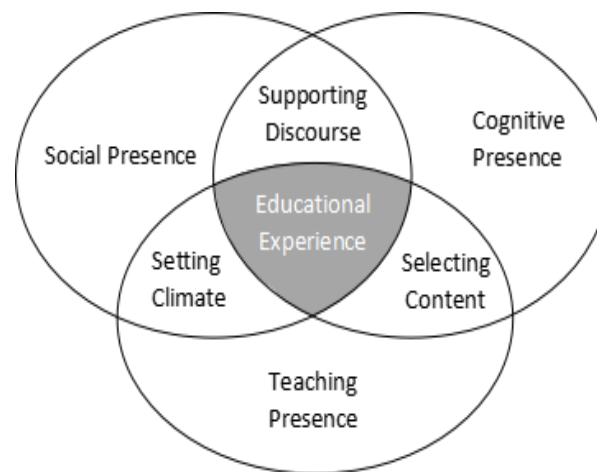 Supporting
Discourse
Cognitive
Presence
Social Presence
Educational
Experience
Setting
Climate
Selecting
Content
Teaching
Presence